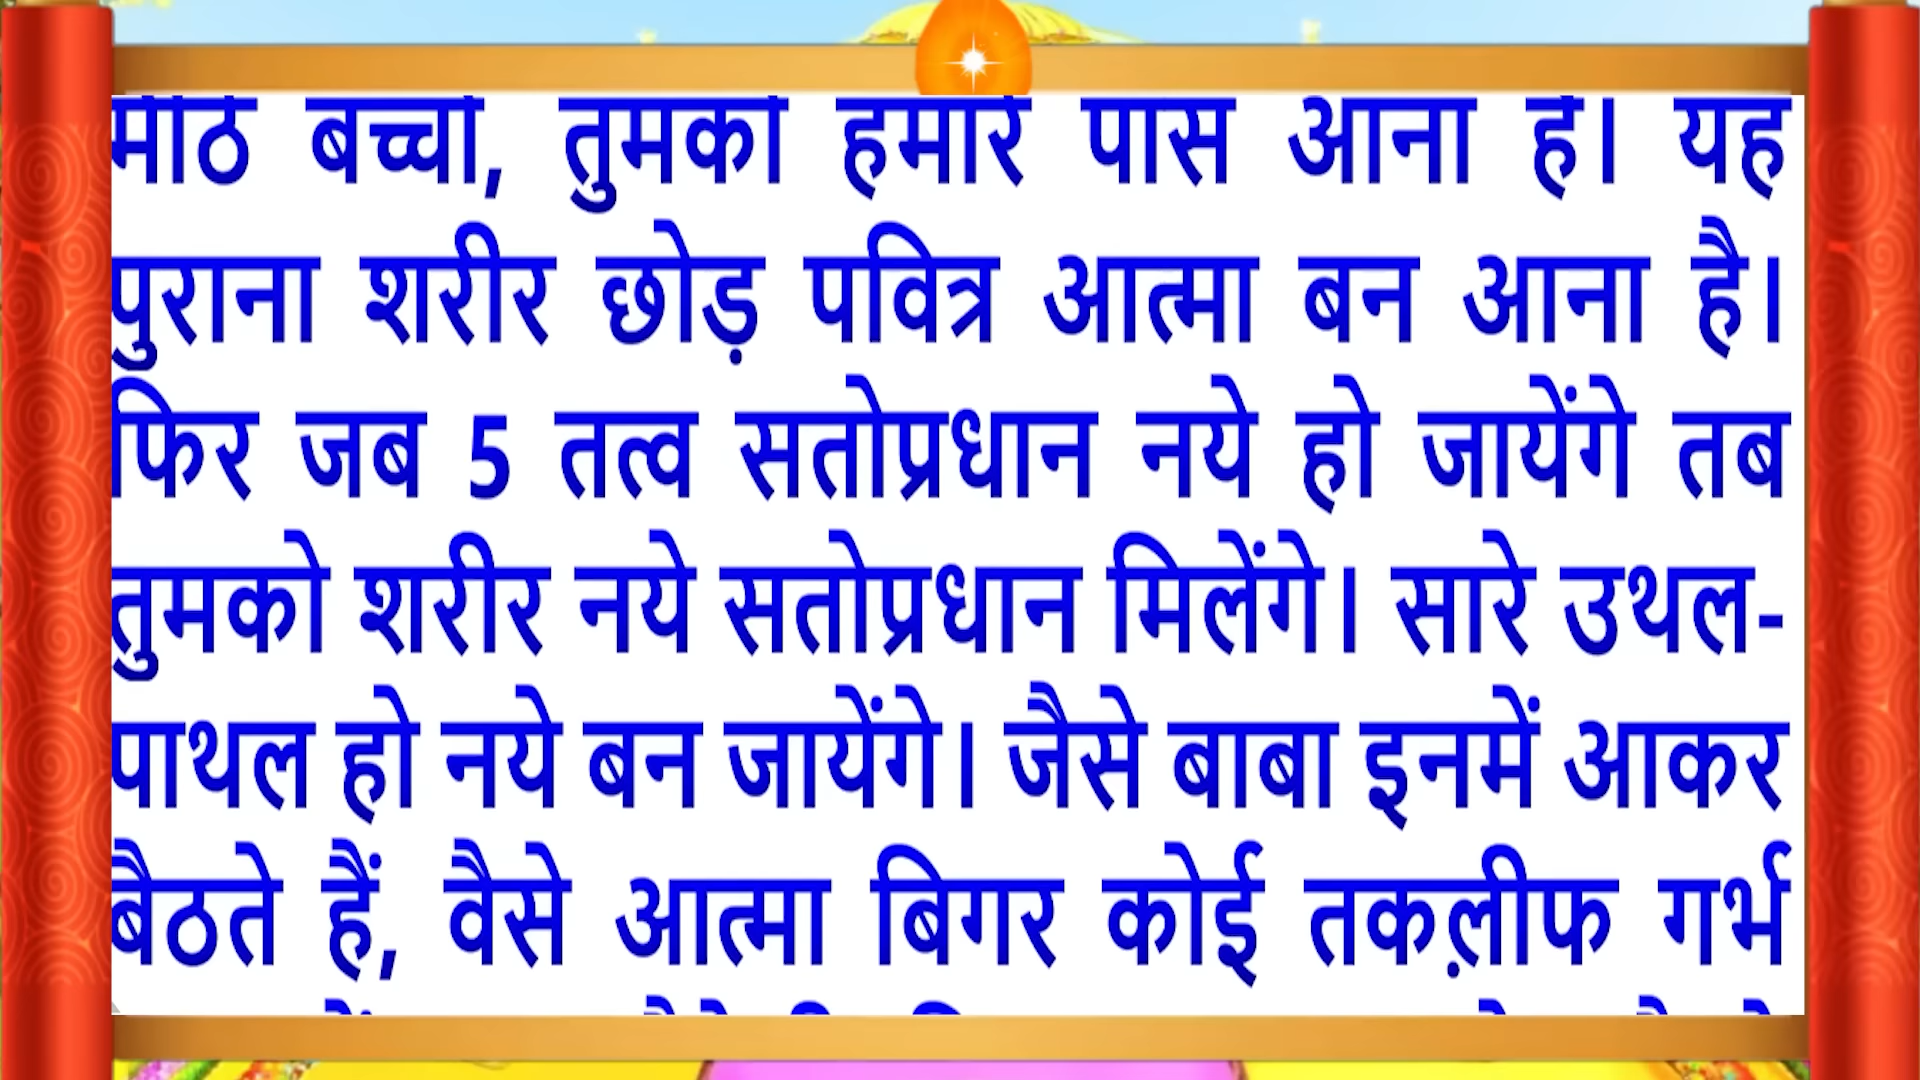 मीठे बच्चों, तुमको हमारे पास आना है। यह
पुराना शरीर छोड़ पवित्र आत्मा बन आना है।
फिर जब 5 तत्व सतोप्रधान नये हो जायेंगे तब
तुमको शरीर नये सतोप्रधान मिलेंगे। सारे उथल-
पाथल हो नये बन जायेंगे। जैसे बाबा इनमें आकर
बैठते हैं, वैसे आत्मा बिगर कोई तकल़ीफ गर्भ